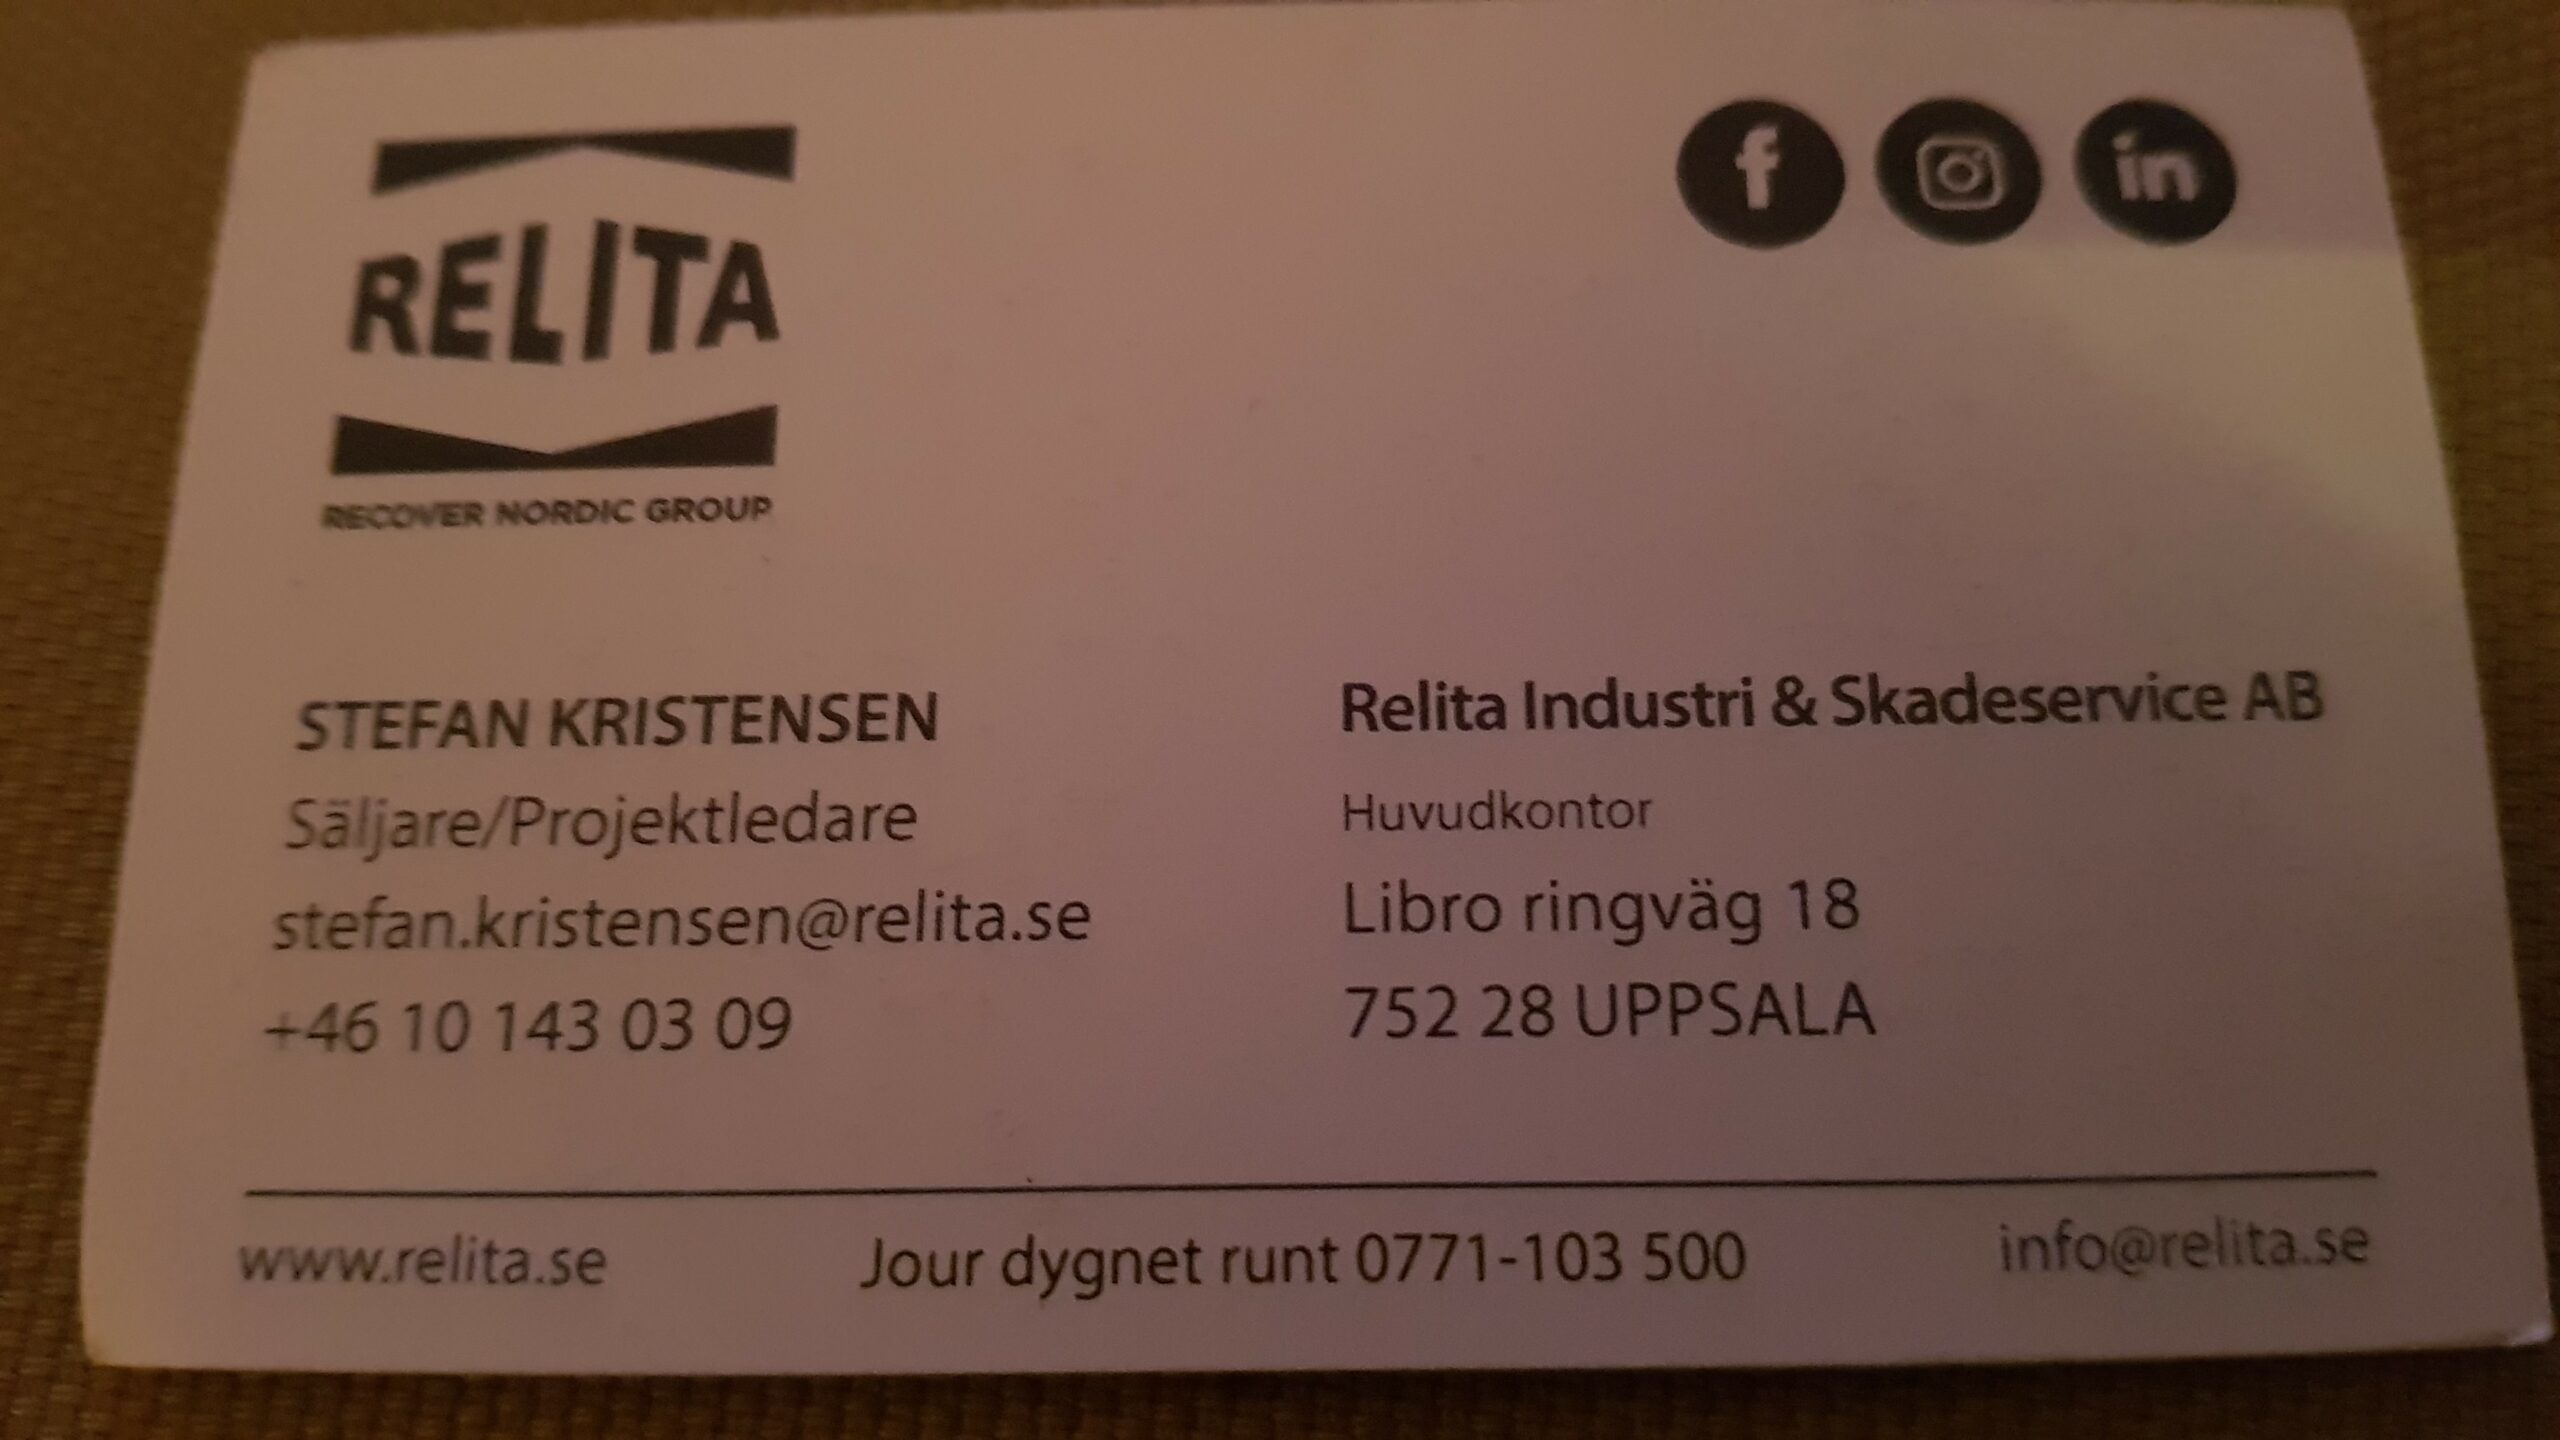 RELITA
RECOVER NORDIC GROUP
STEFAN KRISTENSEN
Säljare/Projektledare
stefan.kristensen@relita.se
+46 10 143 03 09
Relita Industri & Skadeservice AB
Huvudkontor
Libro ringväg 18
752 28 UPPSALA
www.relita.se
Jour dygnet runt 0771-103 500
info@relita.se